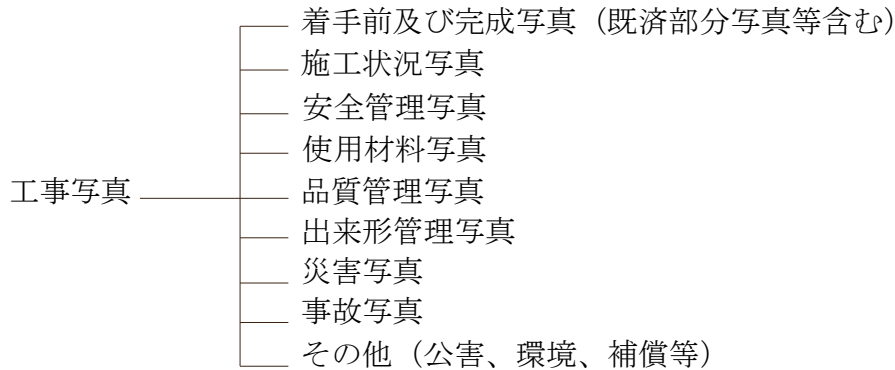 着手前及び完成写真（既済部分写真等含む）
施工状況写真
安全管理写真
使用材料写真
工事写真
品質管理写真
出来形管理写真
災害写真
事故写真
その他（公害、環境、補償等）